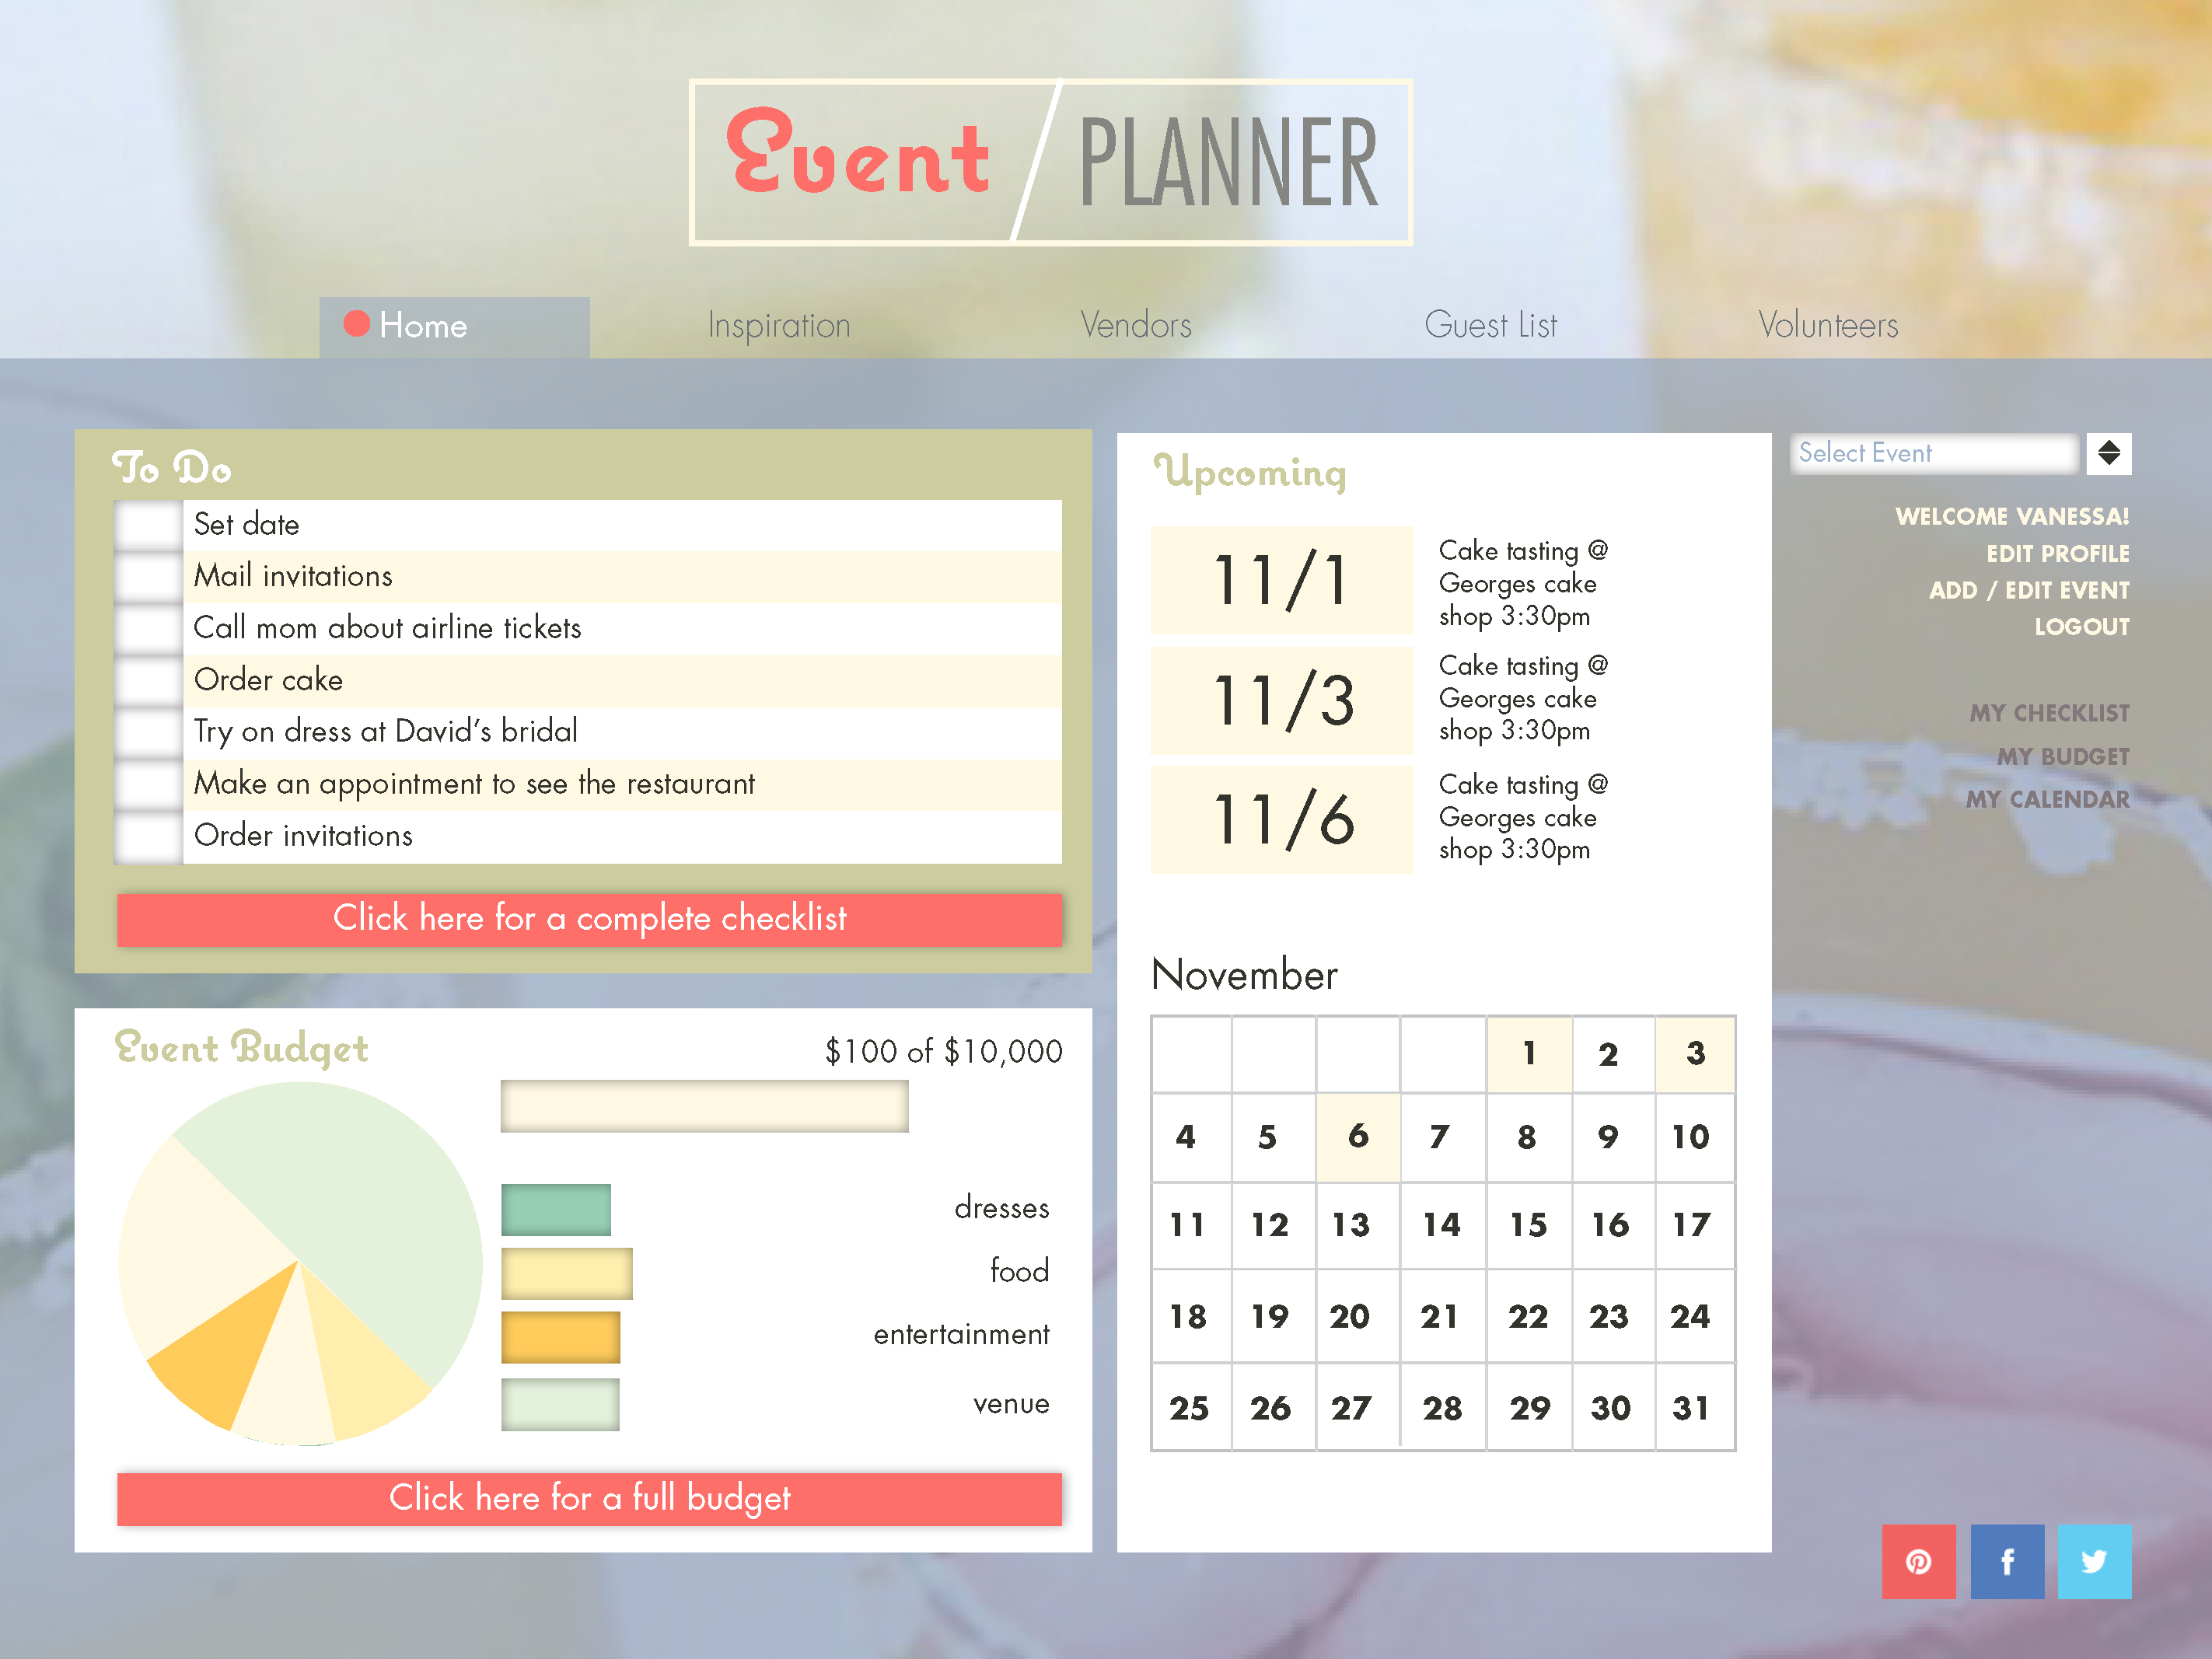 Event / PLANNER
Home Inspiration Vendors Guest List Volunteers
To Do
Set date
Mail invitations
Call mom about airline tickets
Order cake
Try on dress at David’s bridal
Make an appointment to see the restaurant
Order invitations
Click here for a complete checklist
Event Budget
$100 of $10,000
dresses
food
entertainment
venue
Click here for a full budget
Upcoming
11/1
Cake tasting @
Georges cake
shop 3:30pm
11/3
Cake tasting @
Georges cake
shop 3:30pm
11/6
Cake tasting @
Georges cake
shop 3:30pm
November
1 2 3
4 5 6 7 8 9 10
11 12 13 14 15 16 17
18 19 20 21 22 23 24
25 26 27 28 29 30 31
Select Event
WELCOME VANESSA!
EDIT PROFILE
ADD / EDIT EVENT
LOGOUT
MY CHECKLIST
MY BUDGET
MY CALENDAR